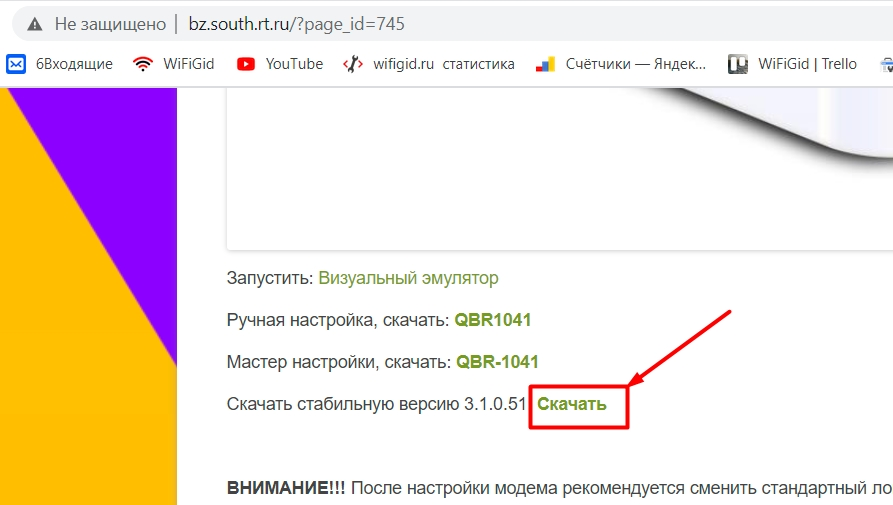 Не защищено | bz.south.rt.ru/?page_id=745
6Входящие WiFiGid YouTube wifigid.ru статистика Счётчики — Яндек... WiFiGid | Trello
Запустить: Визуальный эмулятор
Ручная настройка, скачать: QBR1041
Мастер настройки, скачать: QBR-1041
Скачать стабильную версию 3.1.0.51 Скачать
ВНИМАНИЕ!!! После настройки модема рекомендуется сменить стандартный ло